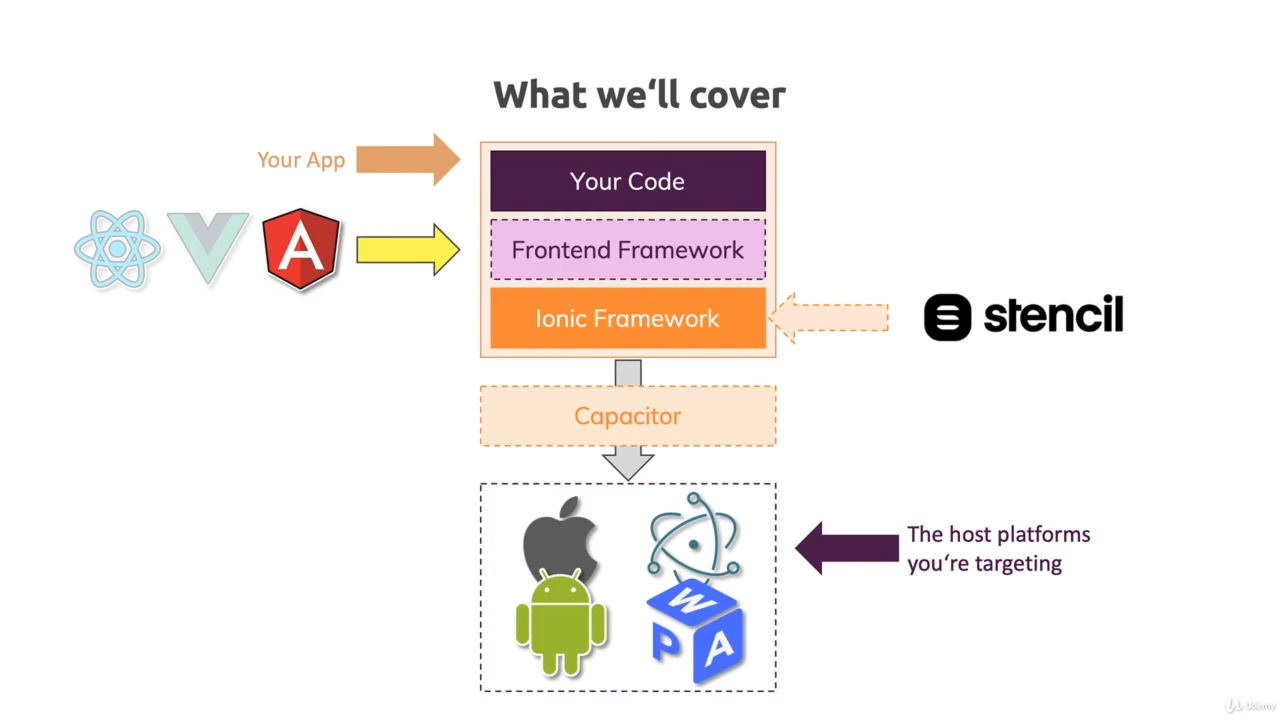 What we‘ll cover
Your App
Your Code
A
Frontend Framework
Ionic Framework
stencil
Capacitor
The host platforms
you‘re targeting
W
P A
Udemy